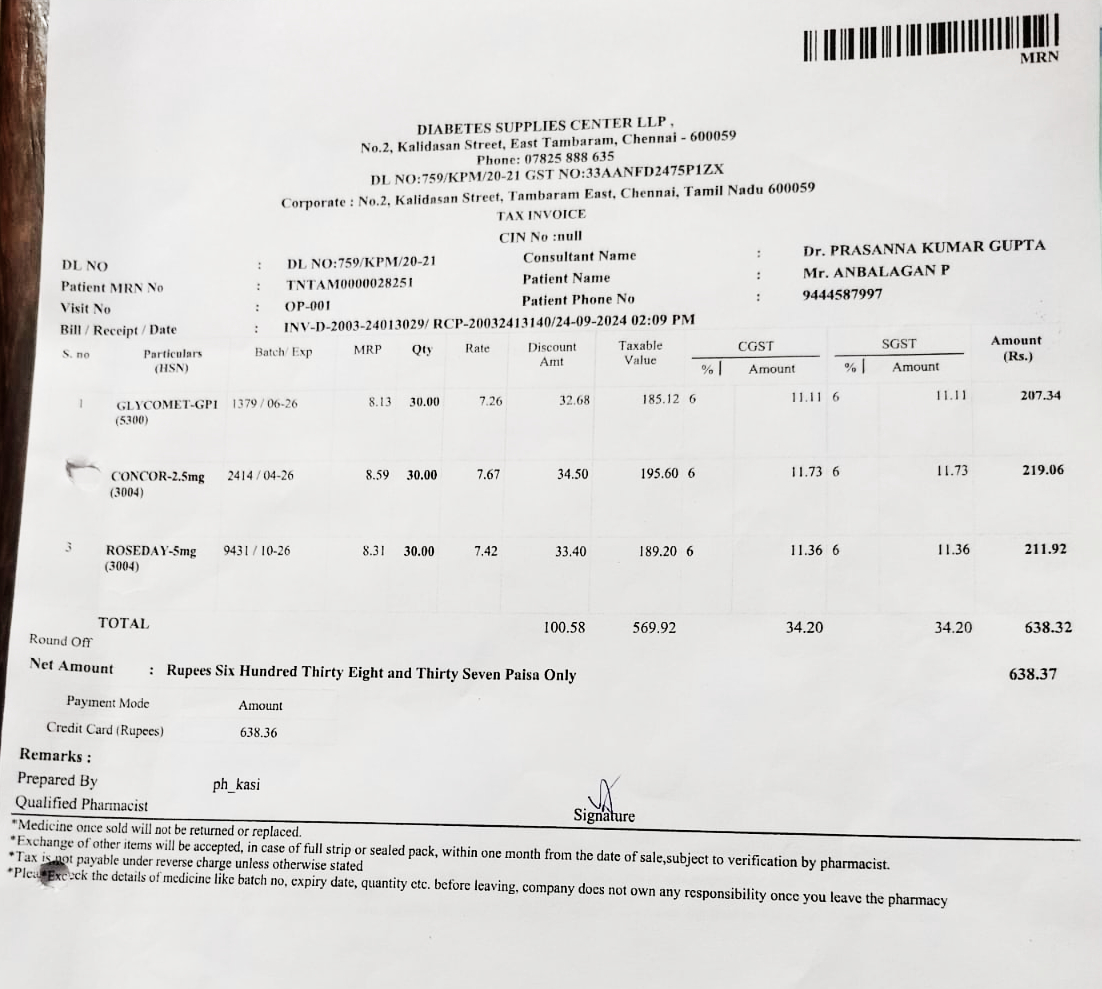 MRN
DIABETES SUPPLIES CENTER LLP ,
No.2, Kalidasan Street, East Tambaram, Chennai - 600059
Phone: 07825 888 635
DL NO:759/KPM/20-21 GST NO:33AANFD2475P1ZX
Corporate : No.2, Kalidasan Street, Tambaram East, Chennai, Tamil Nadu 600059
TAX INVOICE
CIN No :null
DL NO : DL NO:759/KPM/20-21 Consultant Name : Dr. PRASANNA KUMAR GUPTA
Patient MRN No : TNTAM0000028251 Patient Name : Mr. ANBALAGAN P
Visit No : OP-001 Patient Phone No : 9444587997
Bill / Receipt / Date : INV-D-2003-24013029/ RCP-20032413140/24-09-2024 02:09 PM
S. no Particulars Batch/ Exp MRP Qty Rate Discount Taxable CGST SGST Amount
(HSN) Amt Value % | Amount % | Amount (Rs.)
1 GLYCOMET-GP1 1379 / 06-26 8.13 30.00 7.26 32.68 185.12 6 11.11 6 11.11 207.34
(5300)
CONCOR-2.5mg 2414 / 04-26 8.59 30.00 7.67 34.50 195.60 6 11.73 6 11.73 219.06
(3004)
3 ROSEDAY-5mg 9431 / 10-26 8.31 30.00 7.42 33.40 189.20 6 11.36 6 11.36 211.92
(3004)
TOTAL 100.58 569.92 34.20 34.20 638.32
Round Off
Net Amount : Rupees Six Hundred Thirty Eight and Thirty Seven Paisa Only 638.37
Payment Mode Amount
Credit Card (Rupees) 638.36
Remarks :
Prepared By ph_kasi
Qualified Pharmacist Signature
*Medicine once sold will not be returned or replaced.
*Exchange of other items will be accepted, in case of full strip or sealed pack, within one month from the date of sale,subject to verification by pharmacist.
*Tax is not payable under reverse charge unless otherwise stated
the details of medicine like batch no, expiry date, quantity etc. before leaving, company does not own any responsibility once you leave the pharmacy